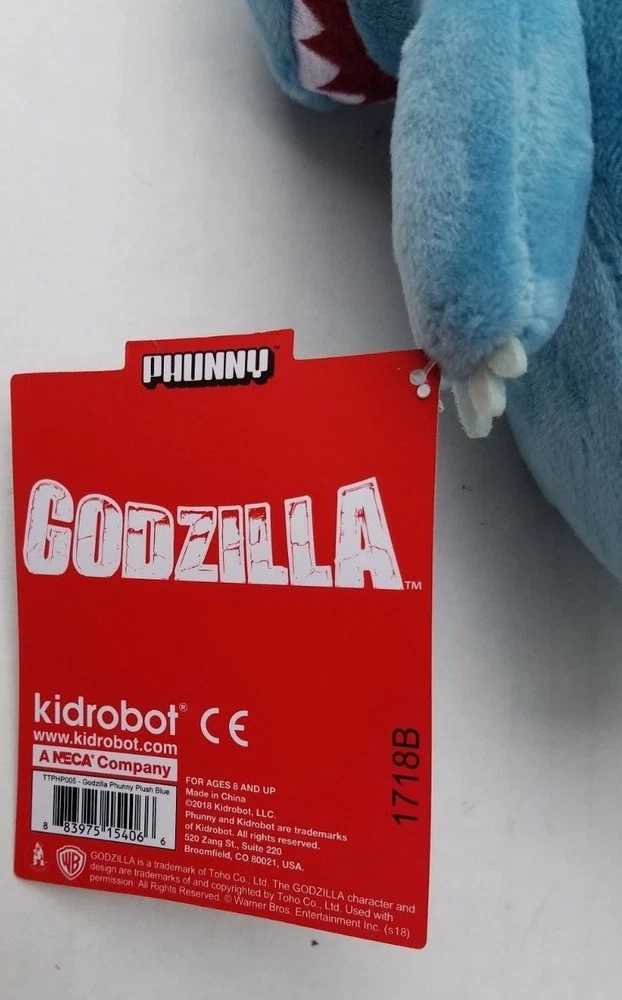 PHUNNY™
GODZILLA™
kidrobot® CE
www.kidrobot.com
A NECA® Company
TTPHP005 - Godzilla Phunny Plush Blue
8 83975 15406 6
FOR AGES 8 AND UP
Made in China
©2018 Kidrobot, LLC.
Phunny and Kidrobot are trademarks
of Kidrobot. All rights reserved.
520 Zang St., Suite 220
Broomfield, CO 80021, USA.
1718B
WB
GODZILLA is a trademark of Toho Co., Ltd. The GODZILLA character and
design are trademarks of and copyrighted by Toho Co., Ltd. Used with
permission. All Rights Reserved. © Warner Bros. Entertainment Inc. (s18)